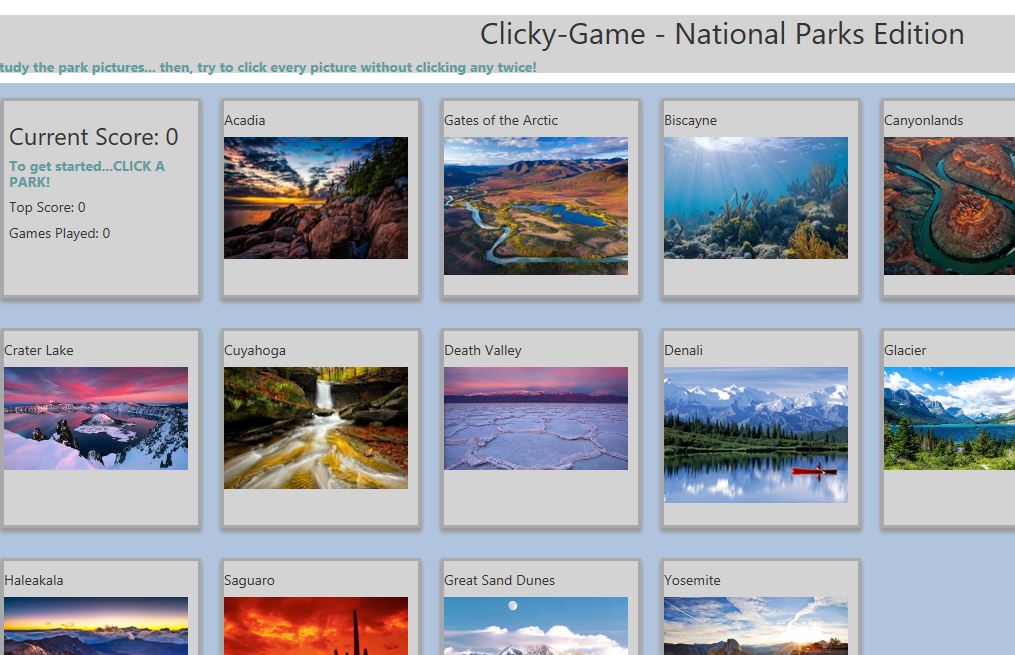 Clicky-Game - National Parks Edition
tudy the park pictures... then, try to click every picture without clicking any twice!
Current Score: 0
To get started...CLICK A
PARK!
Top Score: 0
Games Played: 0
Acadia
Gates of the Arctic
Biscayne
Canyonlands
Crater Lake
Cuyahoga
Death Valley
Denali
Glacier
Haleakala
Saguaro
Great Sand Dunes
Yosemite